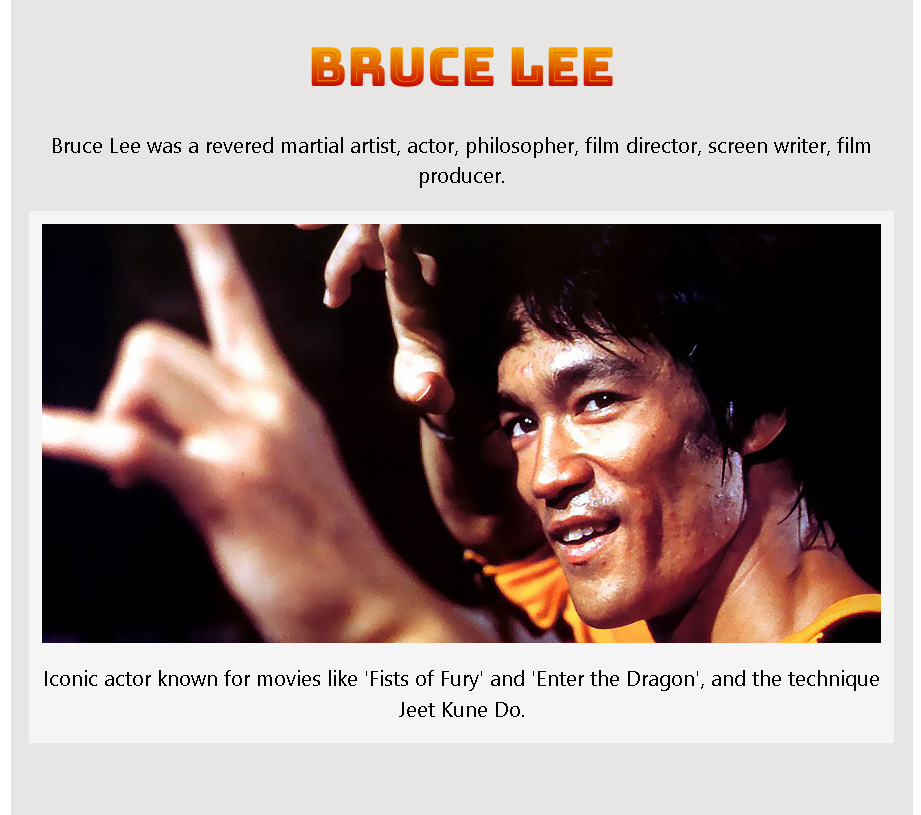 BRUCE LEE
Bruce Lee was a revered martial artist, actor, philosopher, film director, screen writer, film
producer.
Iconic actor known for movies like 'Fists of Fury' and 'Enter the Dragon', and the technique
Jeet Kune Do.